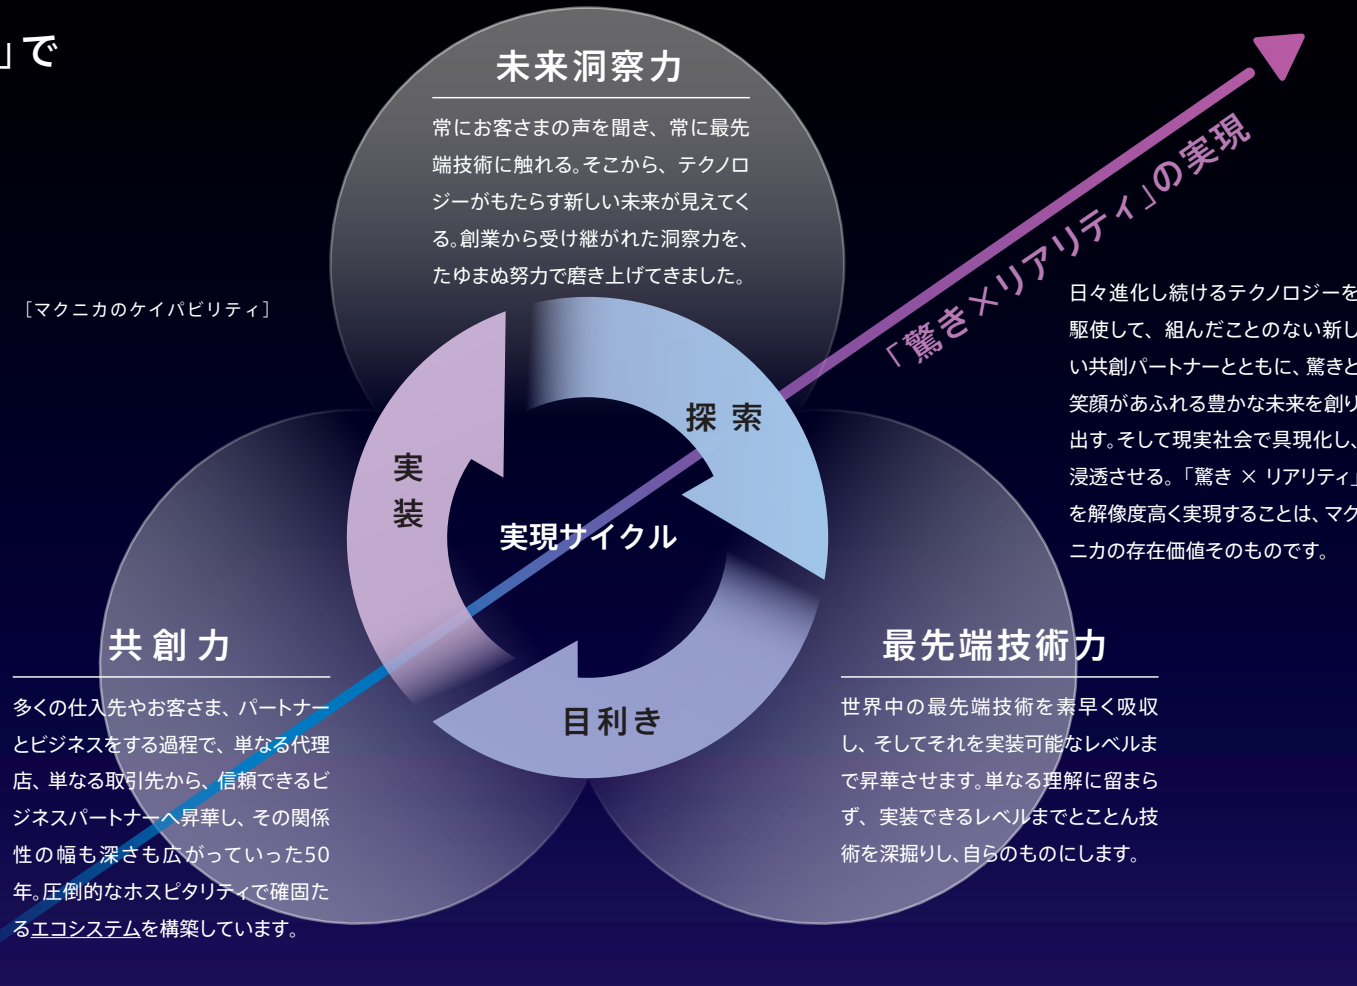 」で
未来洞察力
常にお客さまの声を聞き、常に最先
端技術に触れる。そこから、テクノロ
ジーがもたらす新しい未来が見えてく
る。創業から受け継がれた洞察力を、
たゆまぬ努力で磨き上げてきました。
「驚き×リアリティ」の実現
日々進化し続けるテクノロジーを
駆使して、組んだことのない新し
い共創パートナーとともに、驚きと
笑顔があふれる豊かな未来を創り
出す。そして現実社会で具現化し、
浸透させる。「驚き × リアリティ」
を解像度高く実現することは、マク
ニカの存在価値そのものです。
［マクニカのケイパビリティ］
探索
実装
実現サイクル
目利き
共創力
多くの仕入先やお客さま、パートナー
とビジネスをする過程で、単なる代理
店、単なる取引先から、信頼できるビ
ジネスパートナーへ昇華し、その関係
性の幅も深さも広がっていった50
年。圧倒的なホスピタリティで確固た
るエコシステムを構築しています。
最先端技術力
世界中の最先端技術を素早く吸収
し、そしてそれを実装可能なレベルま
で昇華させます。単なる理解に留まら
ず、実装できるレベルまでとことん技
術を深掘りし、自らのものにします。